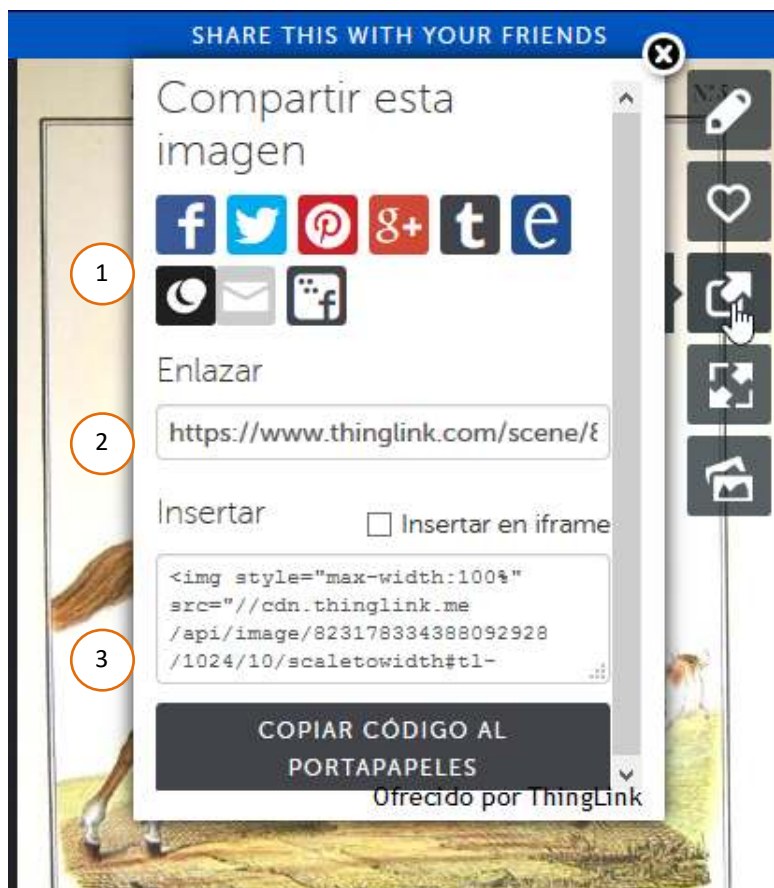 SHARE THIS WITH YOUR FRIENDS
Compartir esta
imagen
1
Enlazar
2
https://www.thinglink.com/scene/8
Insertar
Insertar en iframe
<img style="max-width:100%"
src="//cdn.thinglink.me
/api/image/823178334388092928
/1024/10/scaletowidth#tl-
3
COPIAR CÓDIGO AL
PORTAPAPELES
Ofrecido por ThingLink